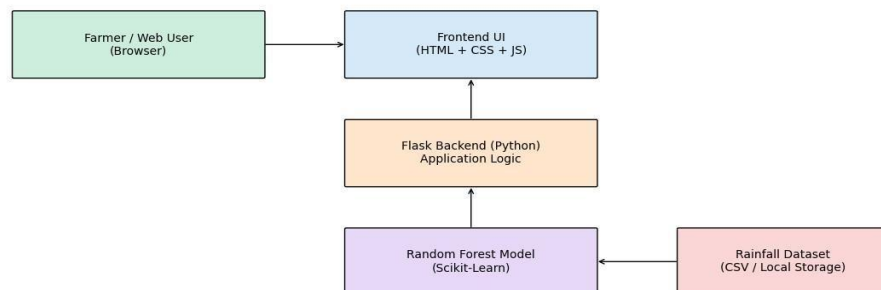 Farmer / Web User
(Browser)
Frontend UI
(HTML + CSS + JS)
Flask Backend (Python)
Application Logic
Random Forest Model
(Scikit-Learn)
Rainfall Dataset
(CSV / Local Storage)